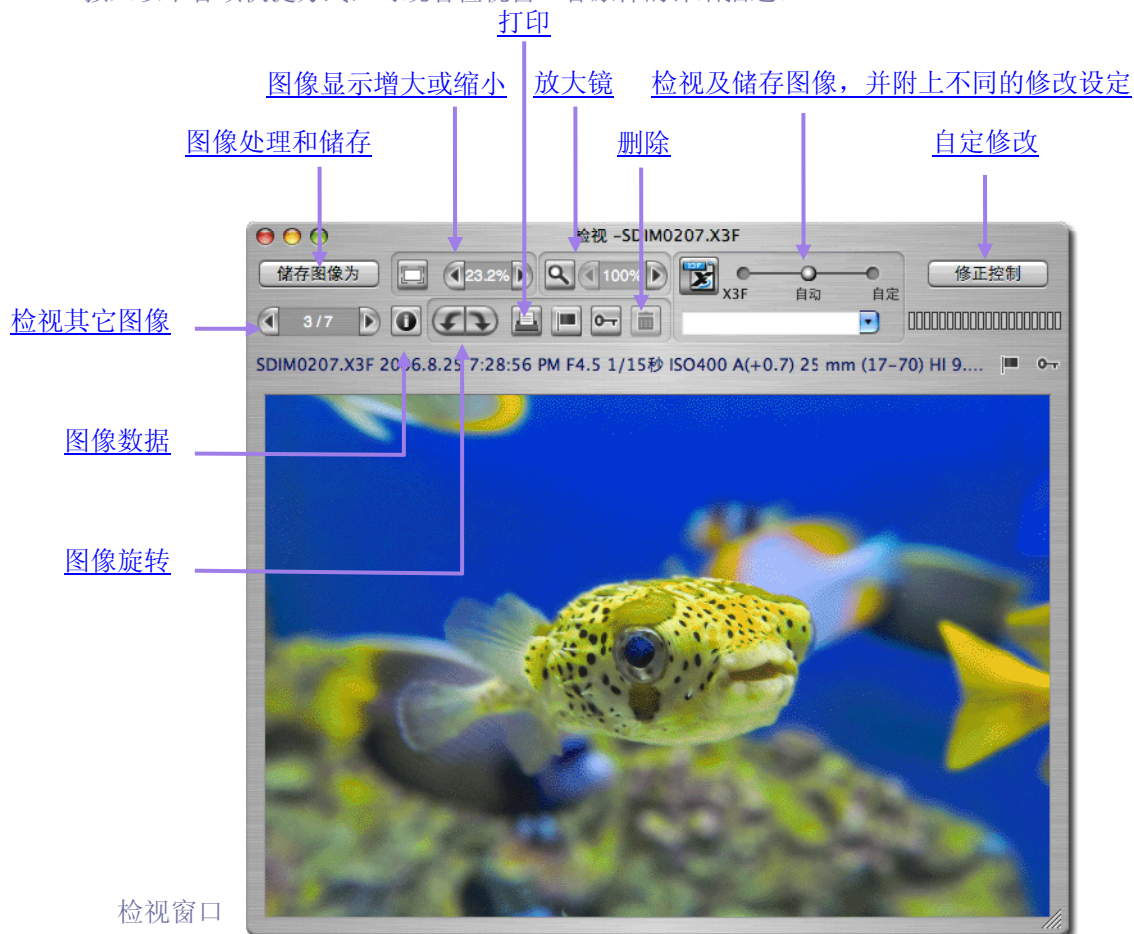 打印
图像显示增大或缩小 放大镜 检视及储存图像，并附上不同的修改设定
图像处理和储存 删除 自定修改
检视 –SDIM0207.X3F
储存图像为 23.2% 100% X3F 自动 自定 修正控制
检视其它图像 3/7
SDIM0207.X3F 2006.8.25 7:28:56 PM F4.5 1/15秒 ISO400 A(+0.7) 25 mm (17–70) HI 9....
图像数据
图像旋转
检视窗口